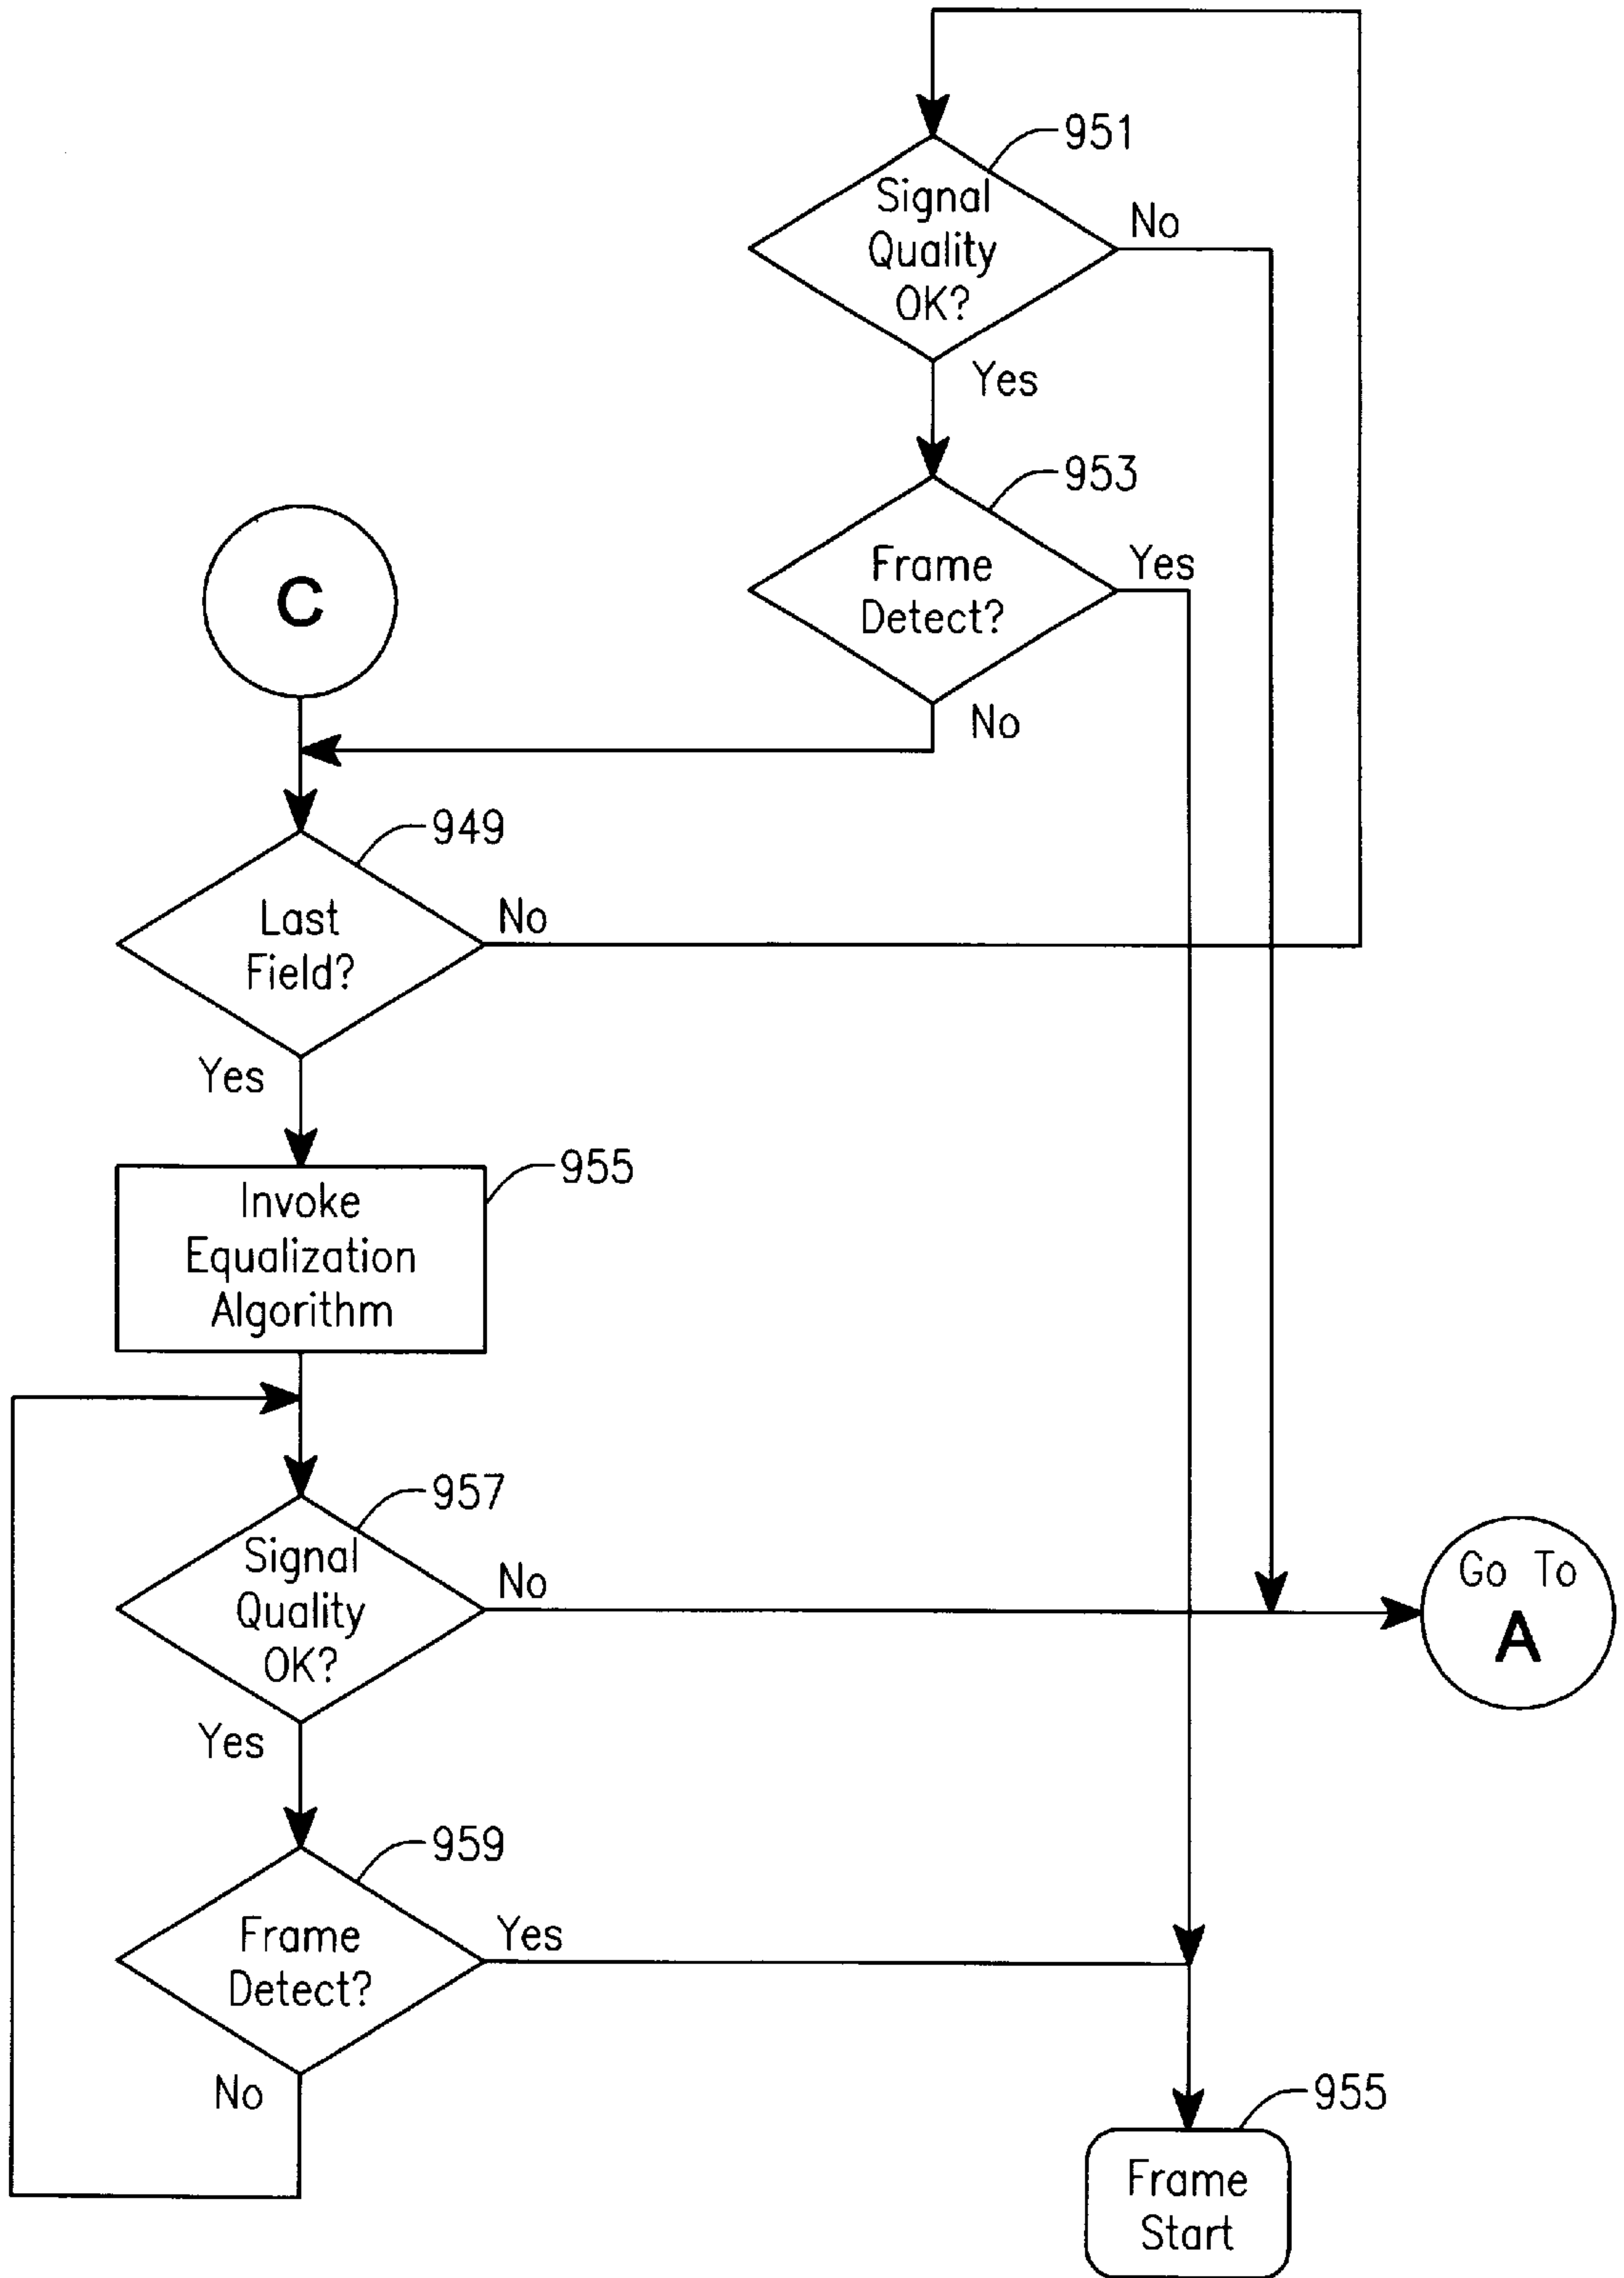 951
Signal
Quality
OK?
No
Yes
953
Frame
Detect?
Yes
No
C
949
Last
Field?
No
Yes
955
Invoke
Equalization
Algorithm
957
Signal
Quality
OK?
No
Yes
Go To
A
959
Frame
Detect?
Yes
No
955
Frame
Start